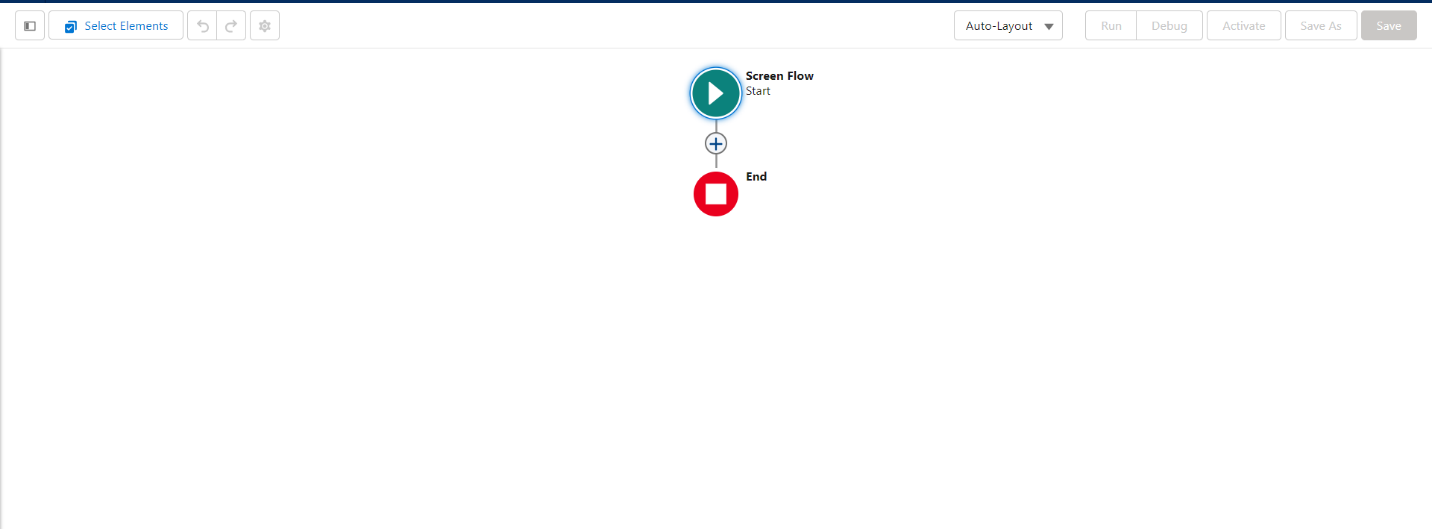 Select Elements
Auto-Layout
Run
Debug
Activate
Save As
Save
Screen Flow
Start
End